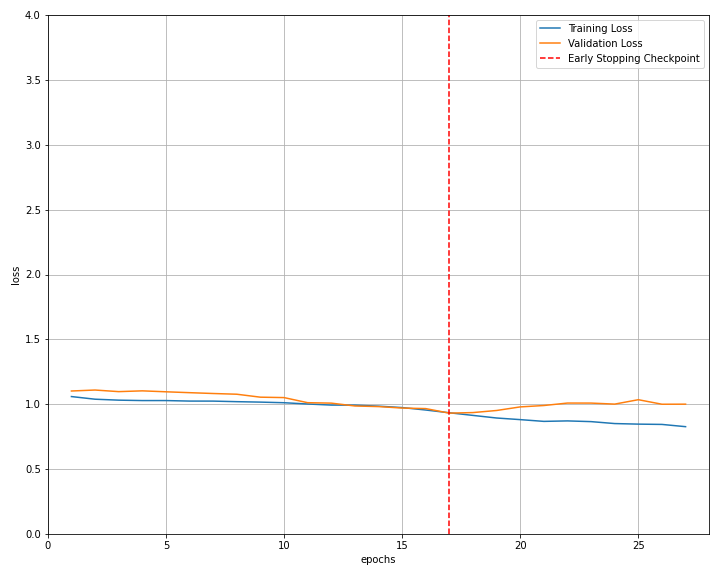 Training Loss
Validation Loss
Early Stopping Checkpoint
4.0
3.5
3.0
2.5
2.0
1.5
1.0
0.5
0.0
loss
0 5 10 15 20 25
epochs